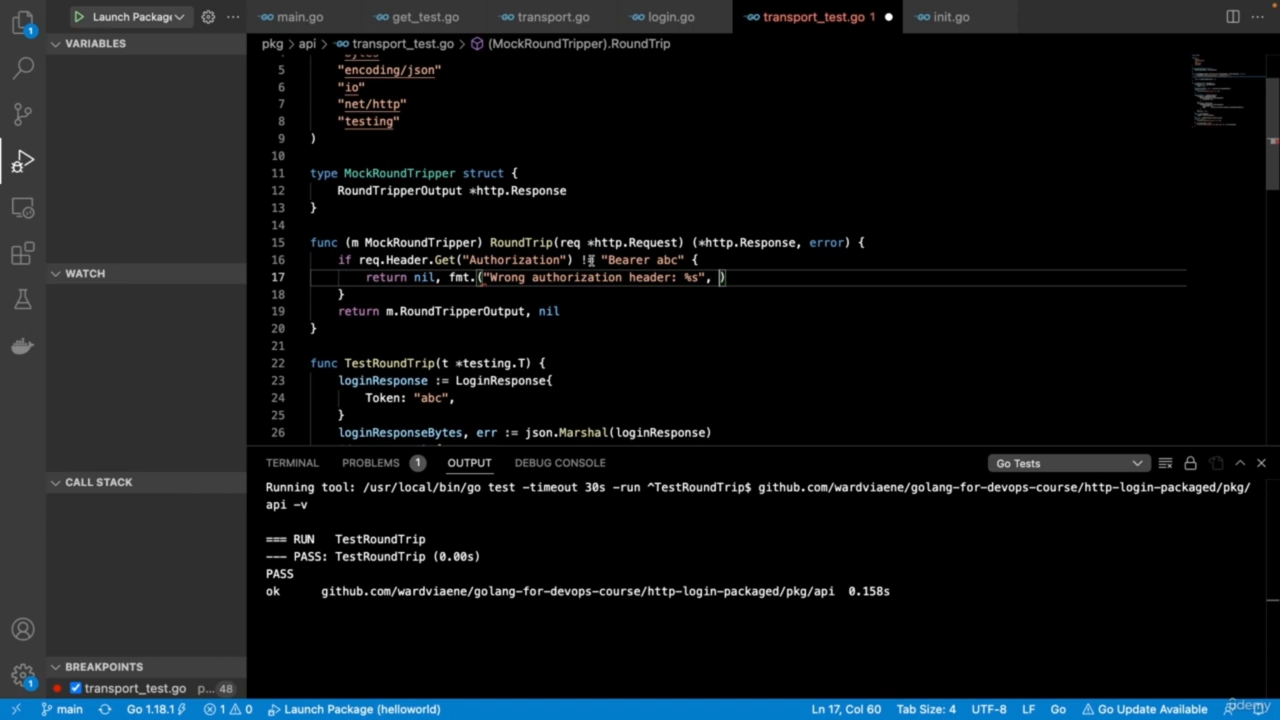 Launch Package
main.go
get_test.go
transport.go
login.go
transport_test.go 1
init.go
1
VARIABLES
pkg > api > transport_test.go > (MockRoundTripper).RoundTrip
4 "bytes"
5 "encoding/json"
6 "io"
7 "net/http"
8 "testing"
9 )
10
11 type MockRoundTripper struct {
12 RoundTripperOutput *http.Response
13 }
14
15 func (m MockRoundTripper) RoundTrip(req *http.Request) (*http.Response, error) {
16 if req.Header.Get("Authorization") != "Bearer abc" {
17 return nil, fmt.("Wrong authorization header: %s", )
18 }
19 return m.RoundTripperOutput, nil
20 }
21
22 func TestRoundTrip(t *testing.T) {
23 loginResponse := LoginResponse{
24 Token: "abc",
25 }
26 loginResponseBytes, err := json.Marshal(loginResponse)
WATCH
CALL STACK
TERMINAL PROBLEMS 1 OUTPUT DEBUG CONSOLE
Go Tests
Running tool: /usr/local/bin/go test -timeout 30s -run ^TestRoundTrip$ github.com/wardviaene/golang-for-devops-course/http-login-packaged/pkg/
api -v
=== RUN TestRoundTrip
--- PASS: TestRoundTrip (0.00s)
PASS
ok github.com/wardviaene/golang-for-devops-course/http-login-packaged/pkg/api 0.158s
BREAKPOINTS
transport_test.go p... 48
1
main
Go 1.18.1
1 0
Launch Package (helloworld)
Ln 17, Col 60
Tab Size: 4
UTF-8
LF
Go
Go Update Available
udemy